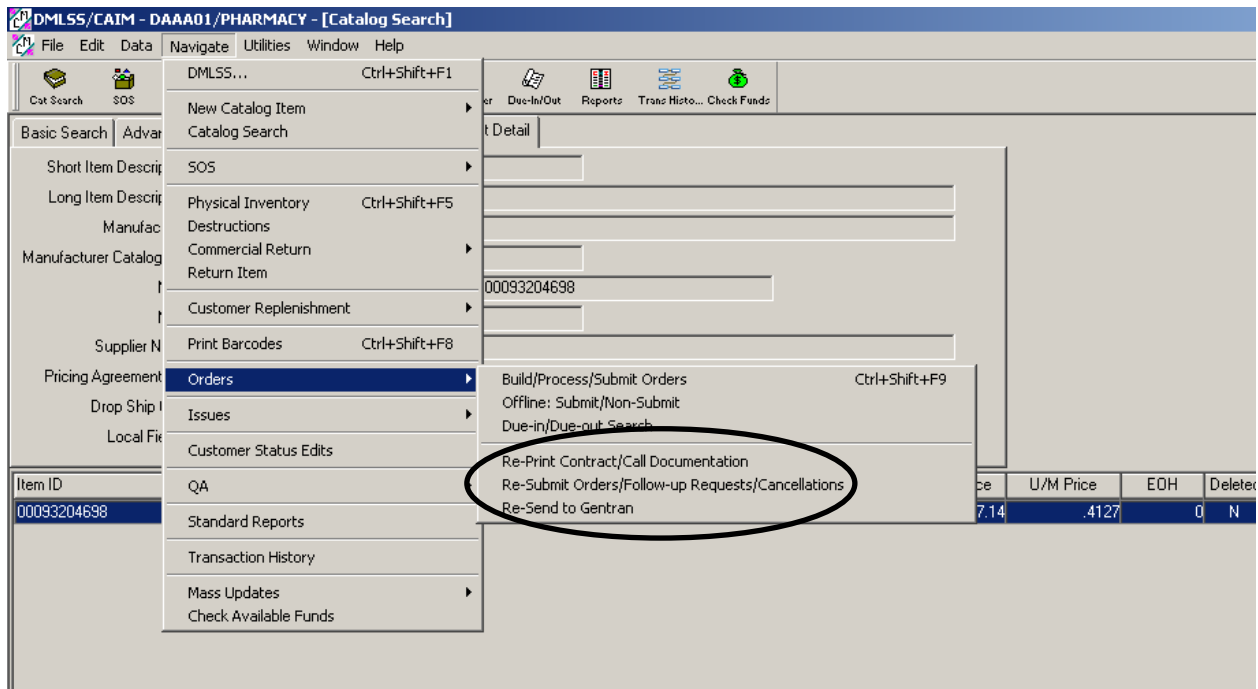 DMLSS/CAIM - DAAA01/PHARMACY - [Catalog Search]
File Edit Data Navigate Utilities Window Help
Cat Search SOS Due-In/Out Reports Trans Histo... Check Funds
Basic Search t Detail
DMLSS... Ctrl+Shift+F1
New Catalog Item
Catalog Search
SOS
Physical Inventory Ctrl+Shift+F5
Destructions
Commercial Return
Return Item
Customer Replenishment
Print Barcodes Ctrl+Shift+F8
Orders
Issues
Customer Status Edits
QA
Standard Reports
Transaction History
Mass Updates
Check Available Funds
Short Item Descrip
Long Item Descrip
Manufac
Manufacturer Catalog
00093204698
Supplier N
Pricing Agreement
Drop Ship
Local Fie
Build/Process/Submit Orders Ctrl+Shift+F9
Offline: Submit/Non-Submit
Due-in/Due-out Search
Re-Print Contract/Call Documentation
Re-Submit Orders/Follow-up Requests/Cancellations
Re-Send to Gentran
Item ID ce U/M Price EOH Deleted
00093204698 7.14 .4127 0 N